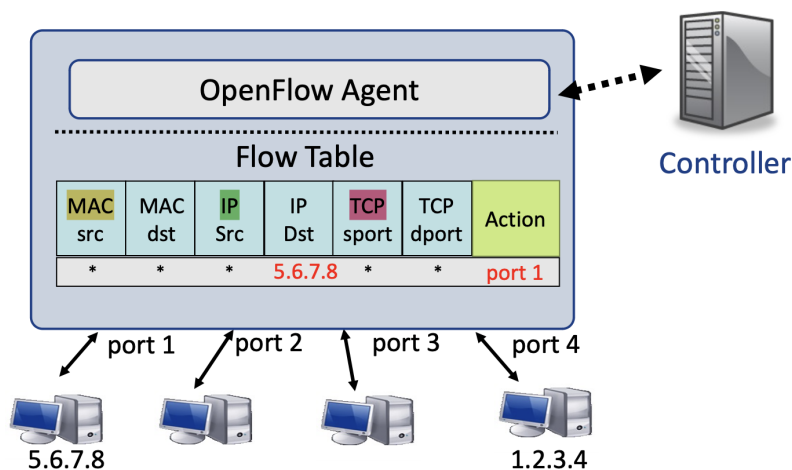 OpenFlow Agent
Controller
Flow Table
MAC src
MAC dst
IP Src
IP Dst
TCP sport
TCP dport
Action
* * * 5.6.7.8 * * port 1
port 1 port 2 port 3 port 4
5.6.7.8 1.2.3.4